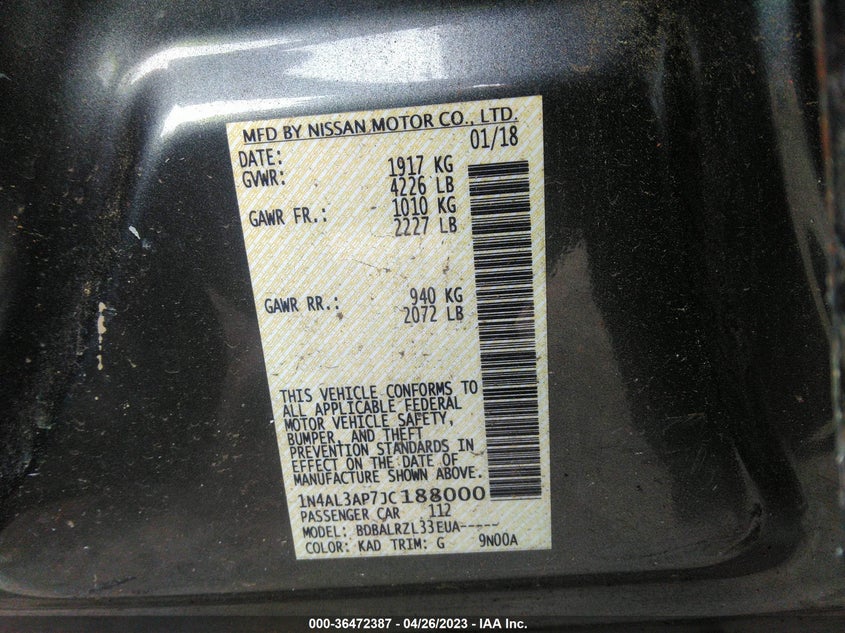 MFD BY NISSAN MOTOR CO., LTD.
DATE: 01/18
GVWR: 1917 KG
4226 LB
GAWR FR.: 1010 KG
2227 LB
GAWR RR.: 940 KG
2072 LB
THIS VEHICLE CONFORMS TO
ALL APPLICABLE FEDERAL
MOTOR VEHICLE SAFETY,
BUMPER, AND THEFT
PREVENTION STANDARDS IN
EFFECT ON THE DATE OF
MANUFACTURE SHOWN ABOVE.
1N4AL3AP7JC188000
PASSENGER CAR 112
MODEL: BDBALRZL33EUA-----
COLOR: KAD TRIM: G 9N00A
000-36472387 - 04/26/2023 - IAA Inc.